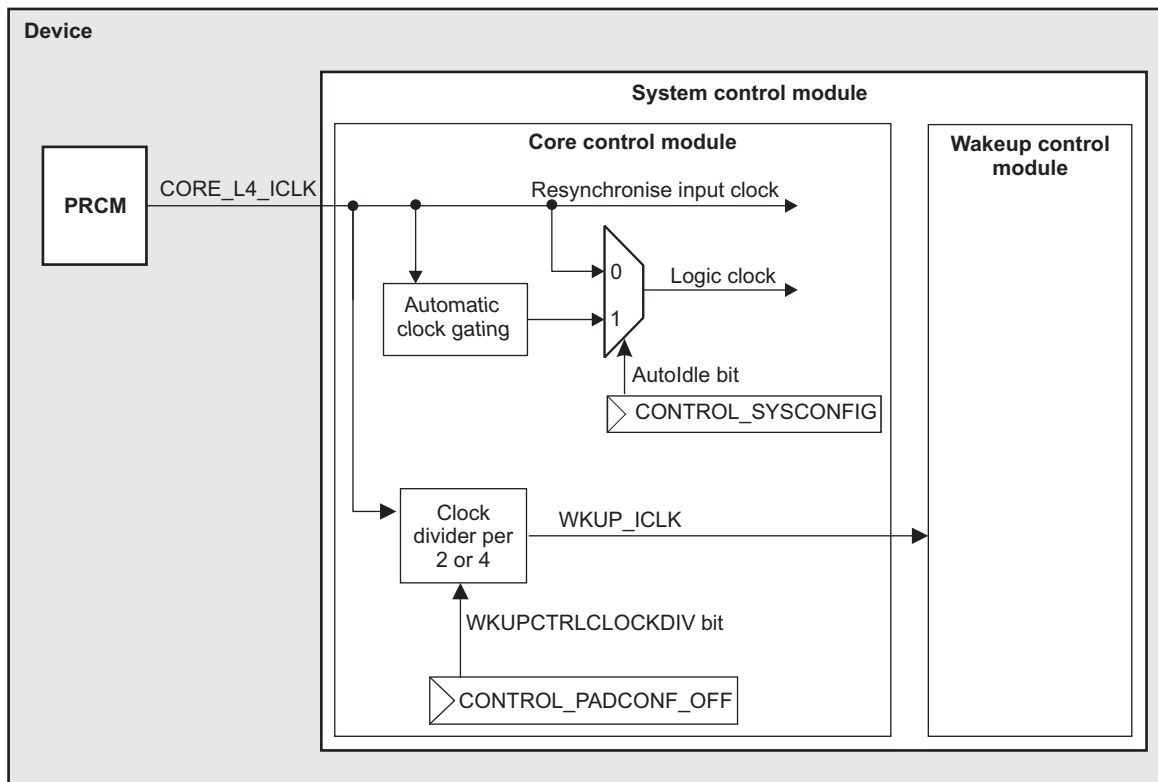 Device
System control module
Core control module
Wakeup control
module
PRCM
CORE_L4_ICLK
Resynchronise input clock
0
Logic clock
Automatic
clock gating
1
AutoIdle bit
CONTROL_SYSCONFIG
Clock
divider per
2 or 4
WKUP_ICLK
WKUPCTRLCLOCKDIV bit
CONTROL_PADCONF_OFF